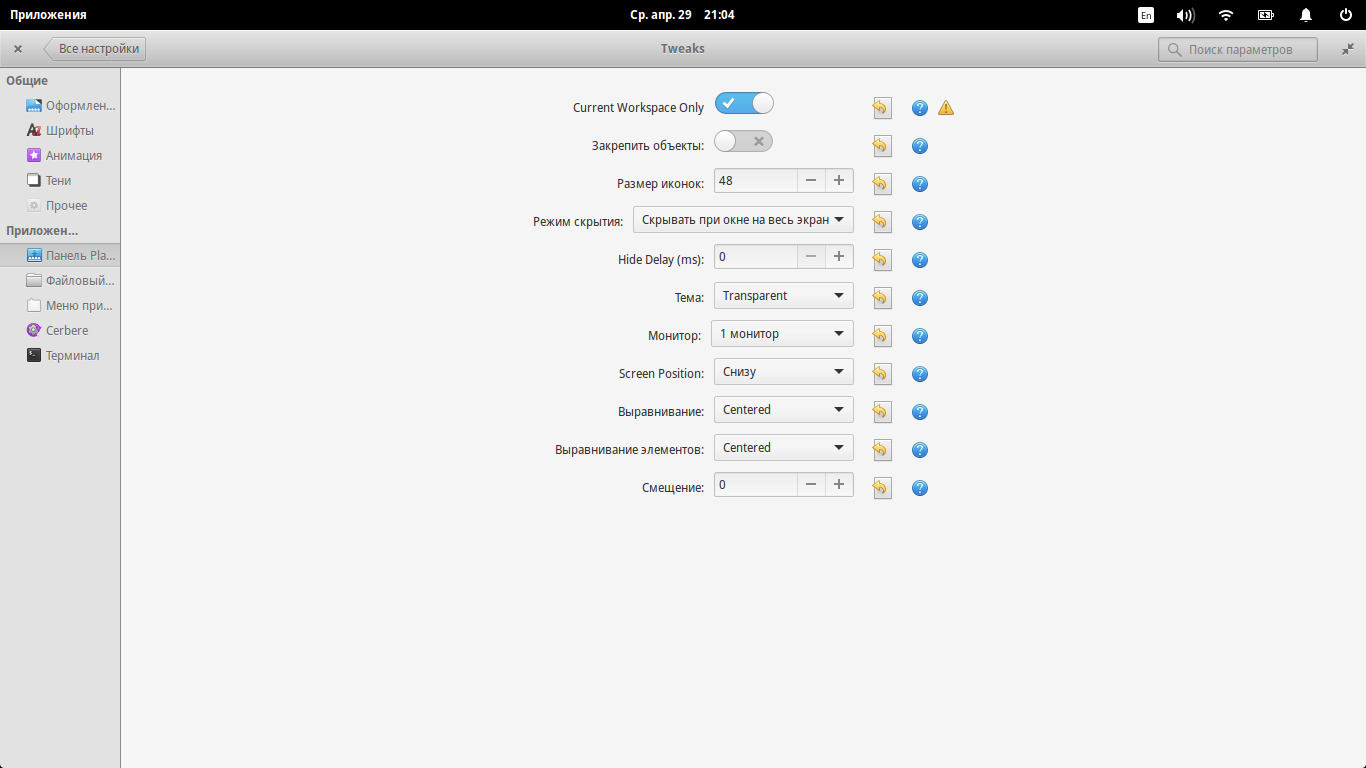 Приложения
Ср. апр. 29 21:04
En
Все настройки
Tweaks
Поиск параметров
Общие
Оформлен...
Шрифты
Анимация
Тени
Прочее
Приложен...
Панель Pla...
Файловый...
Меню при...
Cerbere
Терминал
Current Workspace Only
Закрепить объекты:
Размер иконок: 48
Режим скрытия: Скрывать при окне на весь экран
Hide Delay (ms): 0
Тема: Transparent
Монитор: 1 монитор
Screen Position: Снизу
Выравнивание: Centered
Выравнивание элементов: Centered
Смещение: 0